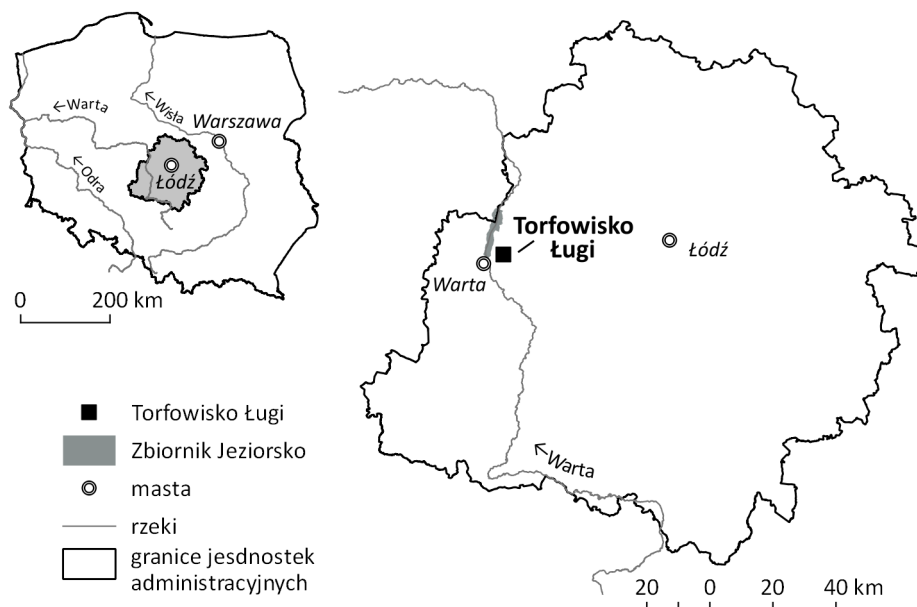 ←Warta
←Wisła
Warszawa
←Odra
Łódź
0 200 km
Torfowisko
Ługi
Łódź
Warta
←Warta
Torfowisko Ługi
Zbiornik Jeziorsko
masta
rzeki
granice jesdnostek
administracyjnych
20 0 20 40 km